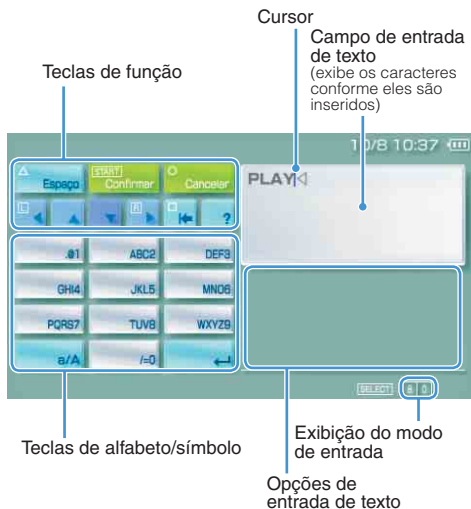 Cursor
Campo de entrada
de texto
(exibe os caracteres
conforme eles são
inseridos)
Teclas de função
10/8 10:37
Espaço
START
Confirmar
Cancelar
L
R
?
PLAY
.@1
ABC2
DEF3
GHI4
JKL5
MNO6
PQRS7
TUV8
WXYZ9
a/A
/=0
SELECT
Teclas de alfabeto/símbolo
Exibição do modo
de entrada
Opções de
entrada de texto